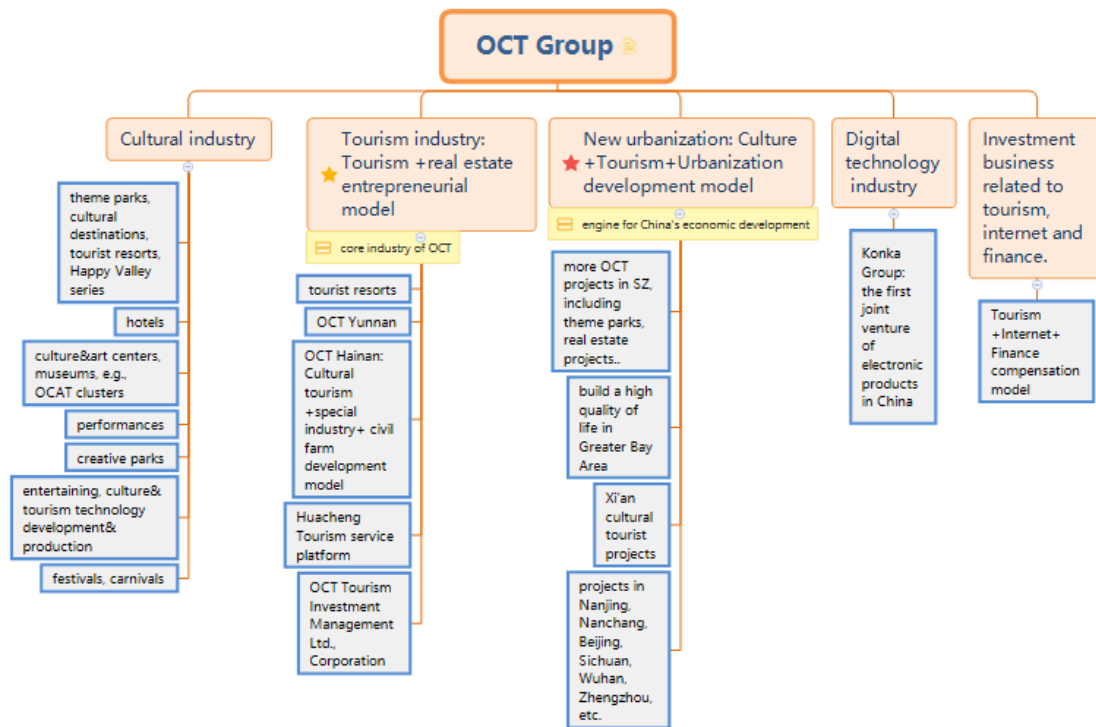 OCT Group
Cultural industry
theme parks,
cultural
destinations,
tourist resorts,
Happy Valley
series
hotels
culture&art centers,
museums, e.g.,
OCAT clusters
performances
creative parks
entertaining, culture&
tourism technology
development&
production
festivals, carnivals
Tourism industry:
Tourism +real estate
entrepreneurial
model
core industry of OCT
tourist resorts
OCT Yunnan
OCT Hainan:
Cultural
tourism
+special
industry+ civil
farm
development
model
Huacheng
Tourism service
platform
OCT Tourism
Investment
Management
Ltd.,
Corporation
New urbanization: Culture
+Tourism+Urbanization
development model
engine for China's economic development
more OCT
projects in SZ,
including
theme parks,
real estate
projects..
build a high
quality of
life in
Greater Bay
Area
Xi'an
cultural
tourist
projects
projects in
Nanjing,
Nanchang,
Beijing,
Sichuan,
Wuhan,
Zhengzhou,
etc.
Digital
technology
industry
Konka
Group:
the first
joint
venture
of
electronic
products
in China
Investment
business
related to
tourism,
internet and
finance.
Tourism
+Internet+
Finance
compensation
model